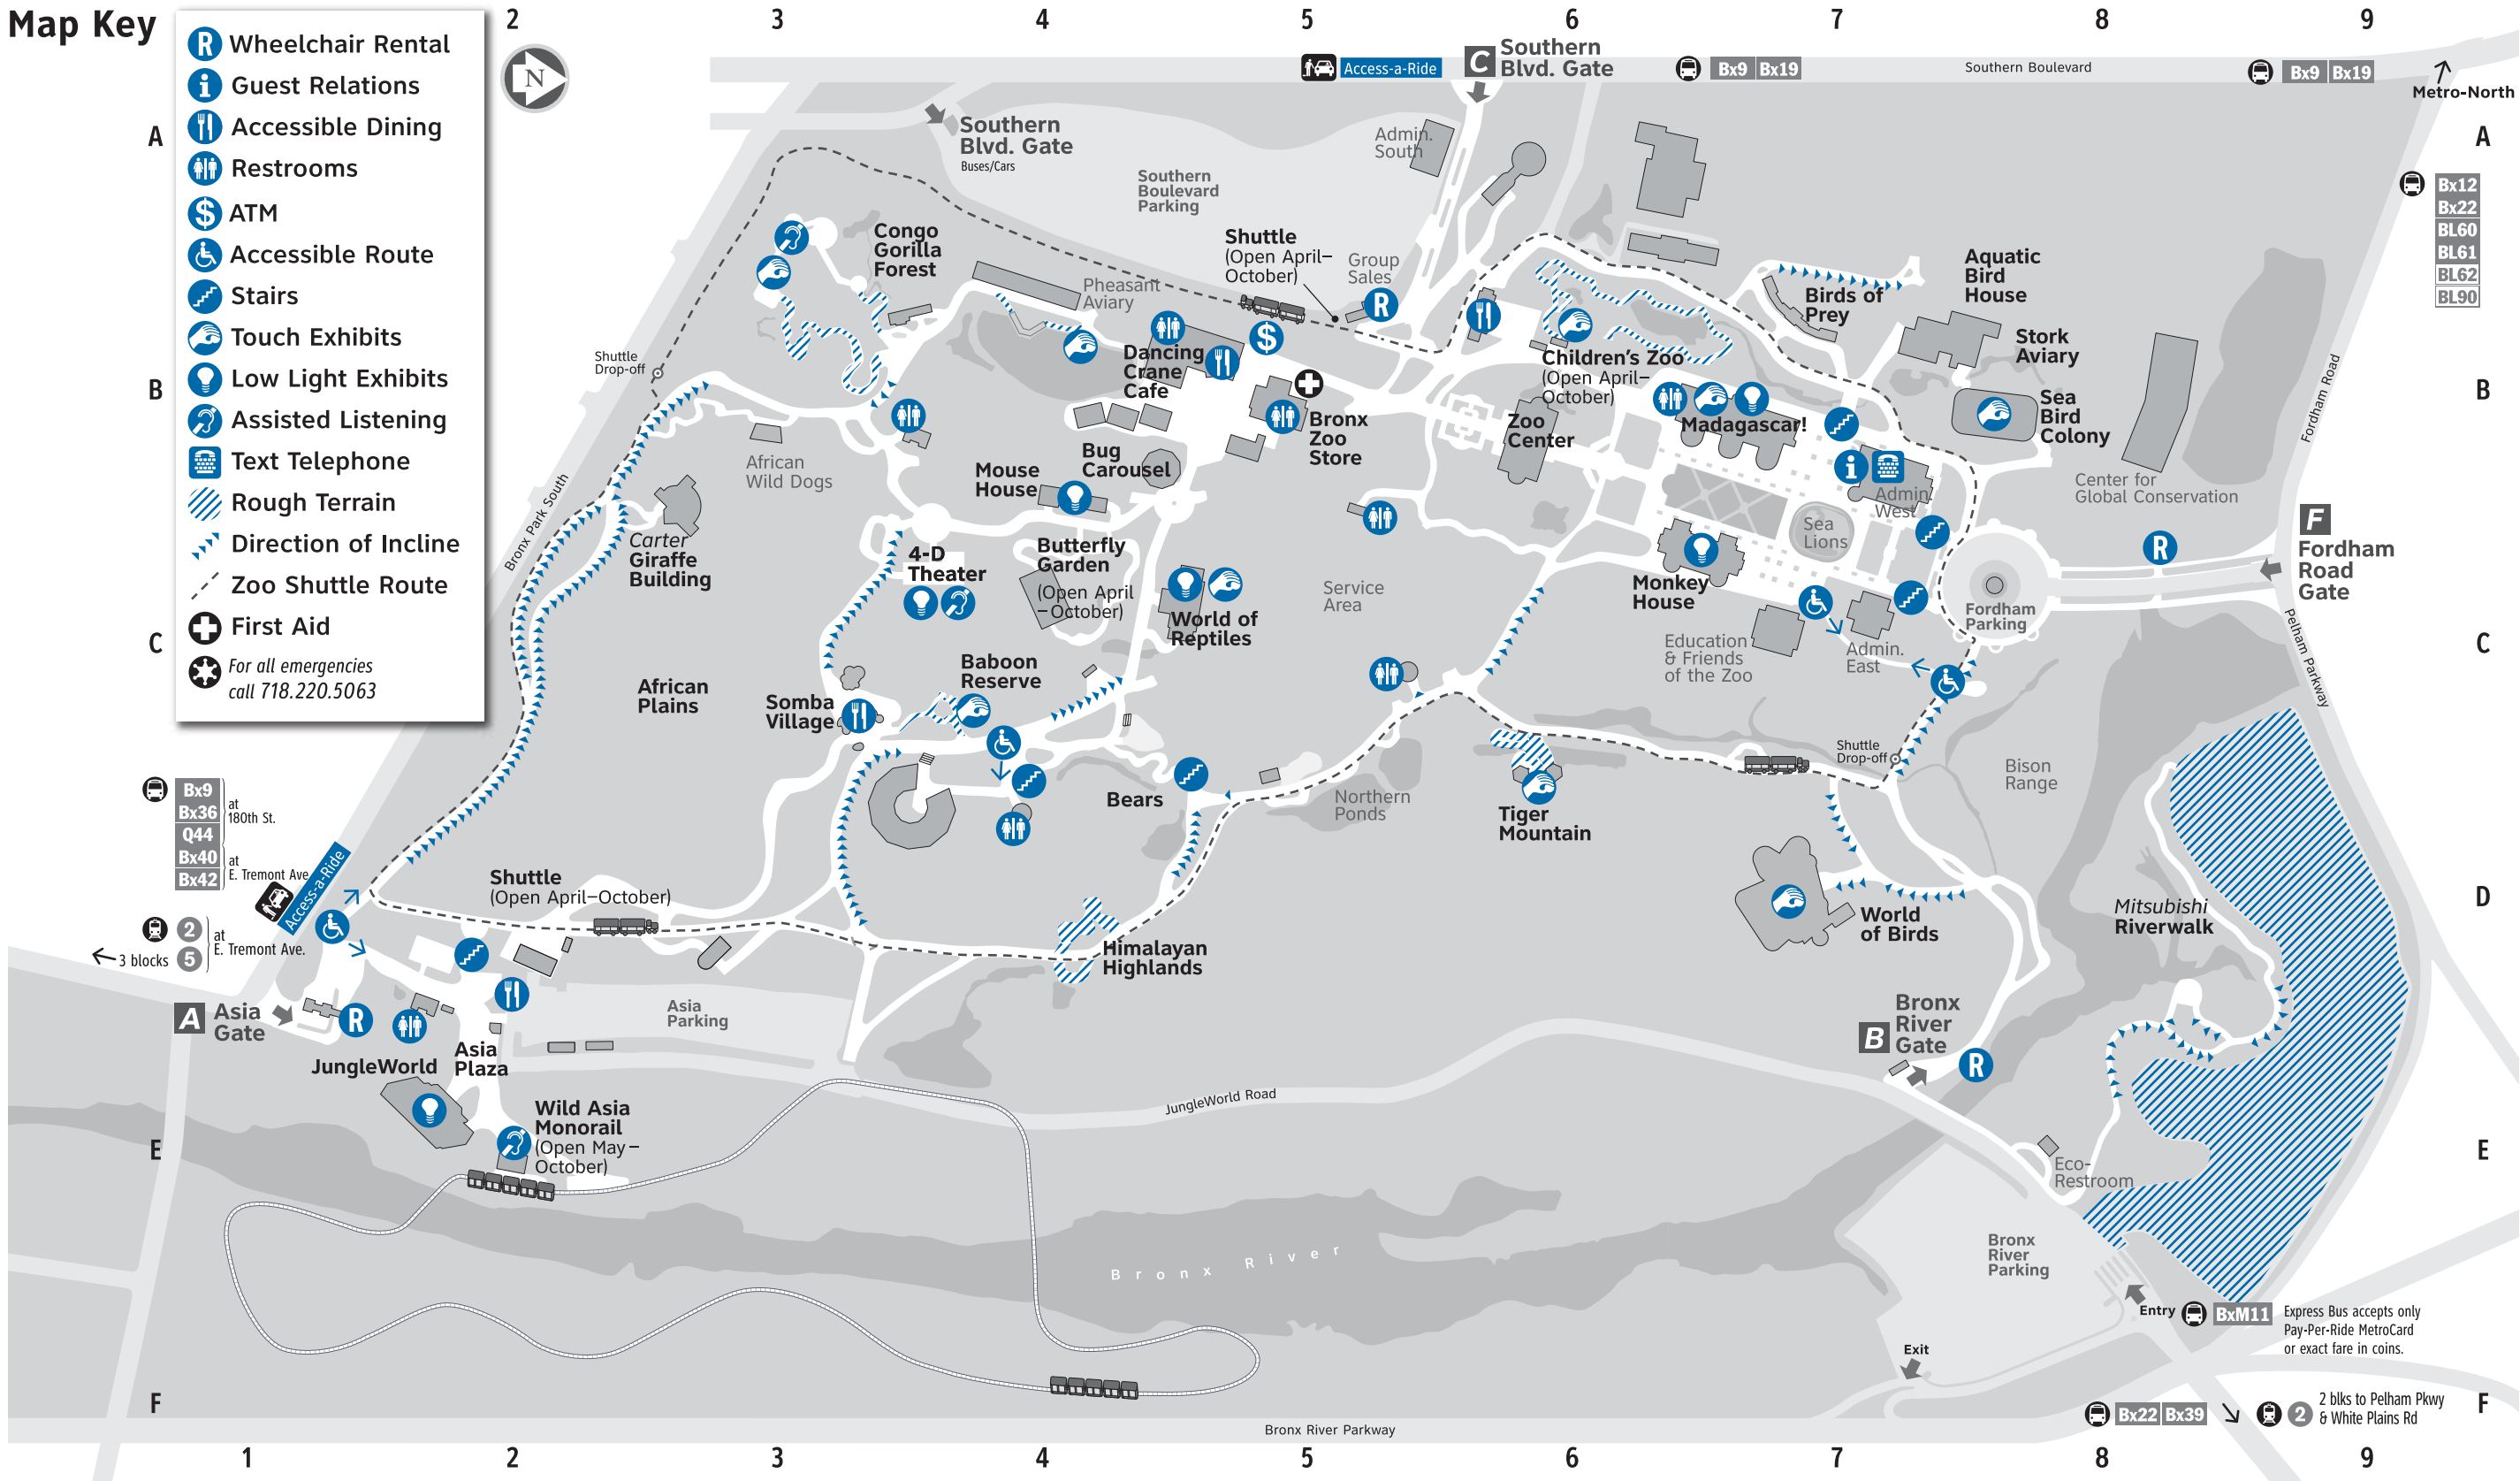 Map Key
2
3
4
5
6
7
8
9
R Wheelchair Rental
i Guest Relations
Accessible Dining
Restrooms
$ ATM
Accessible Route
Stairs
Touch Exhibits
Low Light Exhibits
Assisted Listening
Text Telephone
Rough Terrain
Direction of Incline
Zoo Shuttle Route
First Aid
For all emergencies
call 718.220.5063
N
Access-a-Ride
C
Southern
Blvd. Gate
Bx9 Bx19
Southern Boulevard
Bx9 Bx19
Metro-North
A
A
Southern
Blvd. Gate
Buses/Cars
Southern
Boulevard
Parking
Admin.
South
Bx12
Bx22
BL60
BL61
BL62
BL90
Congo
Gorilla
Forest
Pheasant
Aviary
Shuttle
(Open April–
October)
Group
Sales
R
Children's Zoo
(Open April–
October)
Birds of
Prey
Aquatic
Bird
House
Stork
Aviary
Sea
Bird
Colony
Shuttle
Drop-off
Dancing
Crane
Cafe
$
B
B
Bronx
Zoo
Store
Zoo
Center
Madagascar!
i
Admin.
West
Center for
Global Conservation
Fordham Road
African
Wild Dogs
Mouse
House
Bug
Carousel
Bronx Park South
Carter
Giraffe
Building
4-D
Theater
Butterfly
Garden
(Open April
–October)
World of
Reptiles
Service
Area
Sea
Lions
Monkey
House
R
F
Fordham
Road
Gate
Fordham
Parking
Pelham Parkway
C
C
Education
& Friends
of the Zoo
Admin.
East
African
Plains
Somba
Village
Baboon
Reserve
Bears
Northern
Ponds
Tiger
Mountain
Shuttle
Drop-off
Bison
Range
Bx9
Bx36
Q44
at
180th St.
Bx40
Bx42
at
E. Tremont Ave.
Access-a-Ride
2
5
at
E. Tremont Ave.
3 blocks
Shuttle
(Open April–October)
Himalayan
Highlands
World
of Birds
Mitsubishi
Riverwalk
D
D
A
Asia
Gate
R
JungleWorld
Asia
Plaza
Asia
Parking
B
Bronx
River
Gate
R
JungleWorld Road
Wild Asia
Monorail
(Open May–
October)
E
E
Eco-
Restroom
Bronx River
Bronx
River
Parking
Entry
BxM11
Express Bus accepts only
Pay-Per-Ride MetroCard
or exact fare in coins.
Exit
F
F
Bx22 Bx39
2
2 blks to Pelham Pkwy
& White Plains Rd
Bronx River Parkway
1
2
3
4
5
6
7
8
9